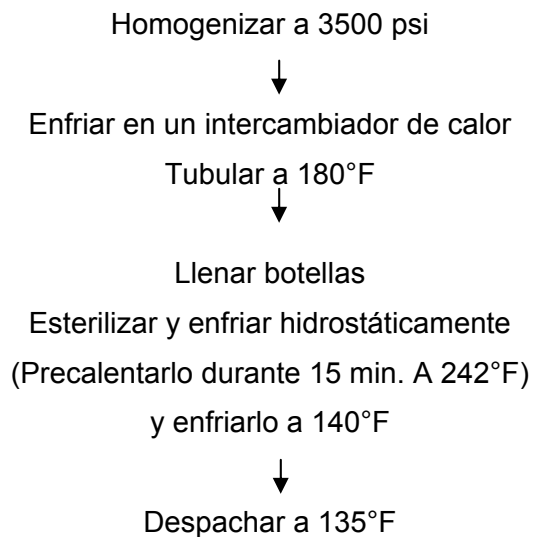 Homogenizar a 3500 psi
Enfriar en un intercambiador de calor
Tubular a 180°F
Llenar botellas
Esterilizar y enfriar hidrostáticamente
(Precalentarlo durante 15 min. A 242°F)
y enfriarlo a 140°F
Despachar a 135°F